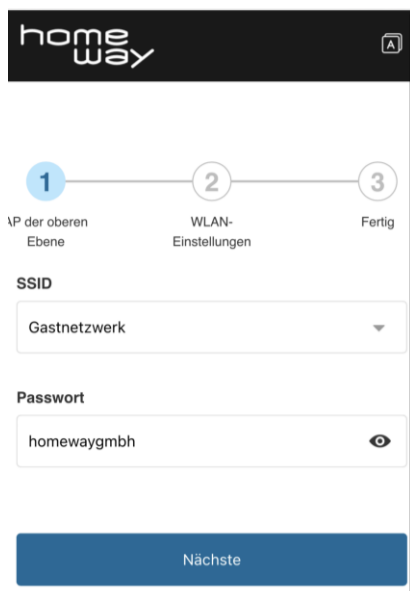 home
way
A
1
2
3
AP der oberen
Ebene
WLAN-
Einstellungen
Fertig
SSID
Gastnetzwerk
Passwort
homewaygmbh
Nächste